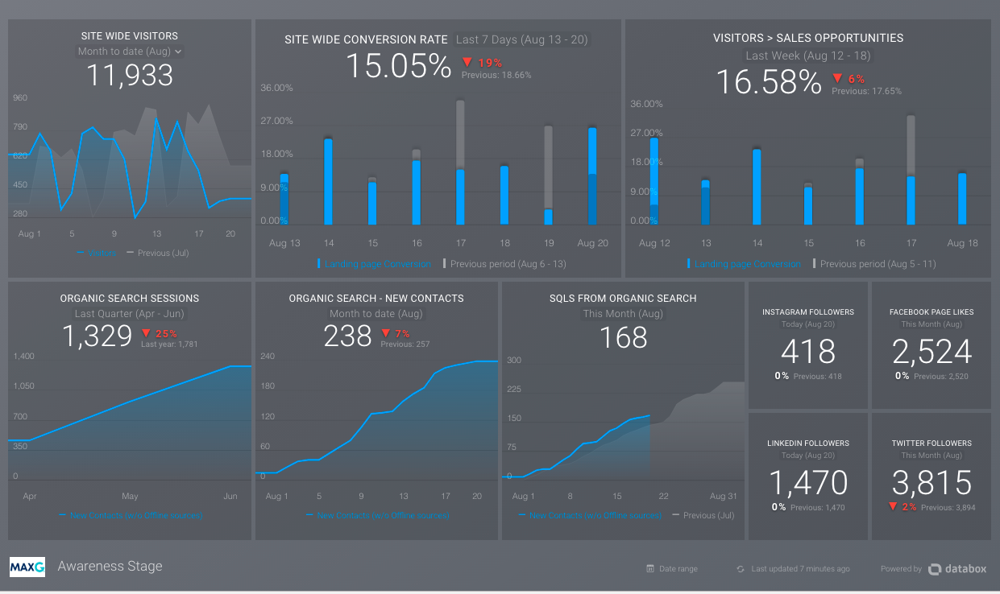 SITE WIDE VISITORS
Month to date (Aug)
11,933
960
790
620
450
280
Aug 1 5 9 13 17 20
Visitors Previous (Jul)
SITE WIDE CONVERSION RATE Last 7 Days (Aug 13 - 20)
15.05% ▼ 19%
Previous: 18.66%
36.00%
27.00%
18.00%
9.00%
0.00%
Aug 13 14 15 16 17 18 19 Aug 20
Landing page Conversion Previous period (Aug 6 - 13)
VISITORS > SALES OPPORTUNITIES
Last Week (Aug 12 - 18)
16.58% ▼ 6%
Previous: 17.65%
36.00%
27.00%
18.00%
9.00%
0.00%
Aug 12 13 14 15 16 17 Aug 18
Landing page Conversion Previous period (Aug 5 - 11)
ORGANIC SEARCH SESSIONS
Last Quarter (Apr - Jun)
1,329 ▼ 25%
Last year: 1,781
1,400
1,050
700
350
0
Apr May Jun
New Contacts (w/o Offline sources)
ORGANIC SEARCH - NEW CONTACTS
Month to date (Aug)
238 ▼ 7%
Previous: 257
240
180
120
60
0
Aug 1 5 9 13 17 20
New Contacts (w/o Offline sources)
SQLS FROM ORGANIC SEARCH
This Month (Aug)
168
300
225
150
75
0
Aug 1 8 15 22 Aug 31
New Contacts (w/o Offline sources) Previous (Jul)
INSTAGRAM FOLLOWERS
Today (Aug 20)
418
0% Previous: 418
FACEBOOK PAGE LIKES
This Month (Aug)
2,524
0% Previous: 2,520
LINKEDIN FOLLOWERS
Today (Aug 20)
1,470
0% Previous: 1,470
TWITTER FOLLOWERS
This Month (Aug)
3,815
▼ 2% Previous: 3,894
MAXG Awareness Stage
Date range Last updated 7 minutes ago Powered by databox